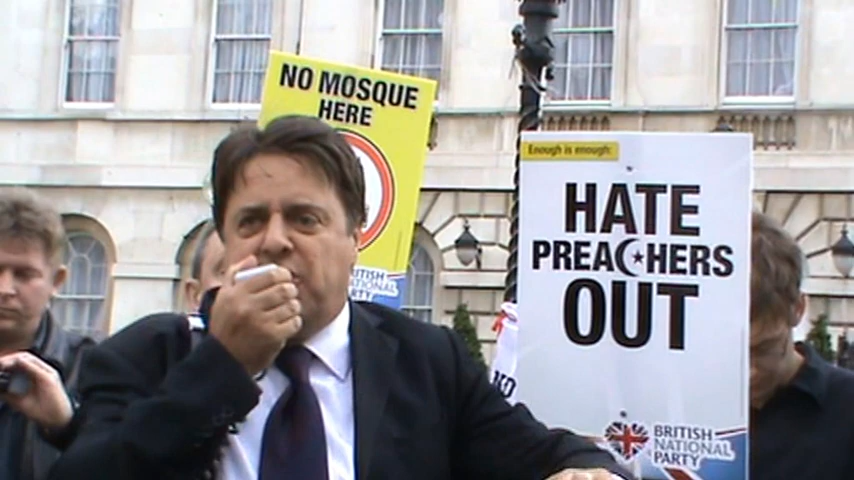 NO MOSQUE
HERE
BRITISH
NATIONAL
PARTY
Enough is enough:
HATE
PREACHERS
OUT
BRITISH
NATIONAL
PARTY